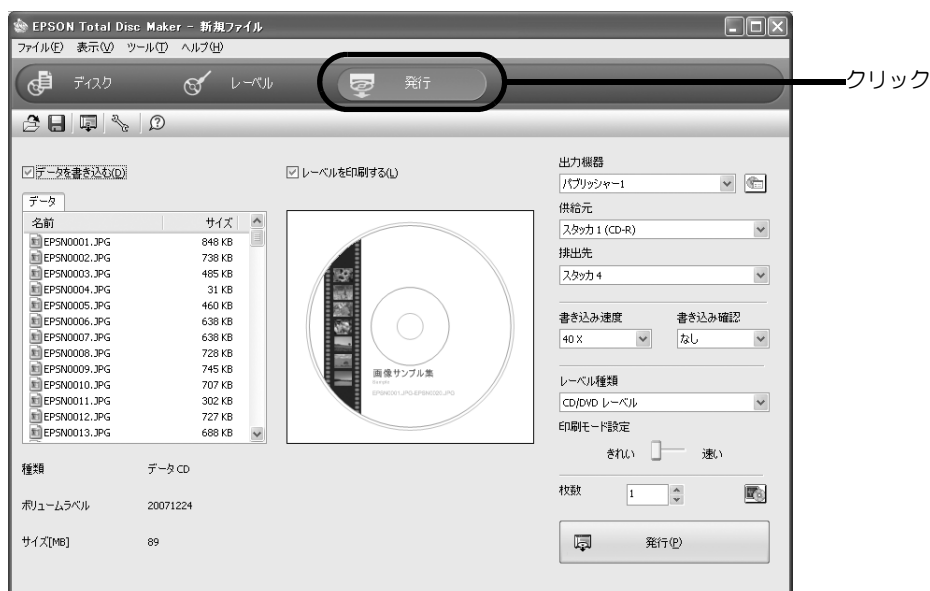 EPSON Total Disc Maker - 新規ファイル
ファイル(F) 表示(V) ツール(T) ヘルプ(H)
ディスク レーベル 発行
クリック
データを書き込む(D)
レーベルを印刷する(L)
データ
名前 サイズ
EPSN0001.JPG 848 KB
EPSN0002.JPG 738 KB
EPSN0003.JPG 485 KB
EPSN0004.JPG 31 KB
EPSN0005.JPG 460 KB
EPSN0006.JPG 638 KB
EPSN0007.JPG 638 KB
EPSN0008.JPG 728 KB
EPSN0009.JPG 745 KB
EPSN0010.JPG 707 KB
EPSN0011.JPG 302 KB
EPSN0012.JPG 727 KB
EPSN0013.JPG 688 KB
種類 データ CD
ボリュームラベル 20071224
サイズ[MB] 89
画像サンプル集
出力機器
パブリッシャー1
供給元
スタッカ 1 (CD-R)
排出先
スタッカ 4
書き込み速度 書き込み確認
40 X なし
レーベル種類
CD/DVD レーベル
印刷モード設定
きれい 速い
枚数 1
発行(P)